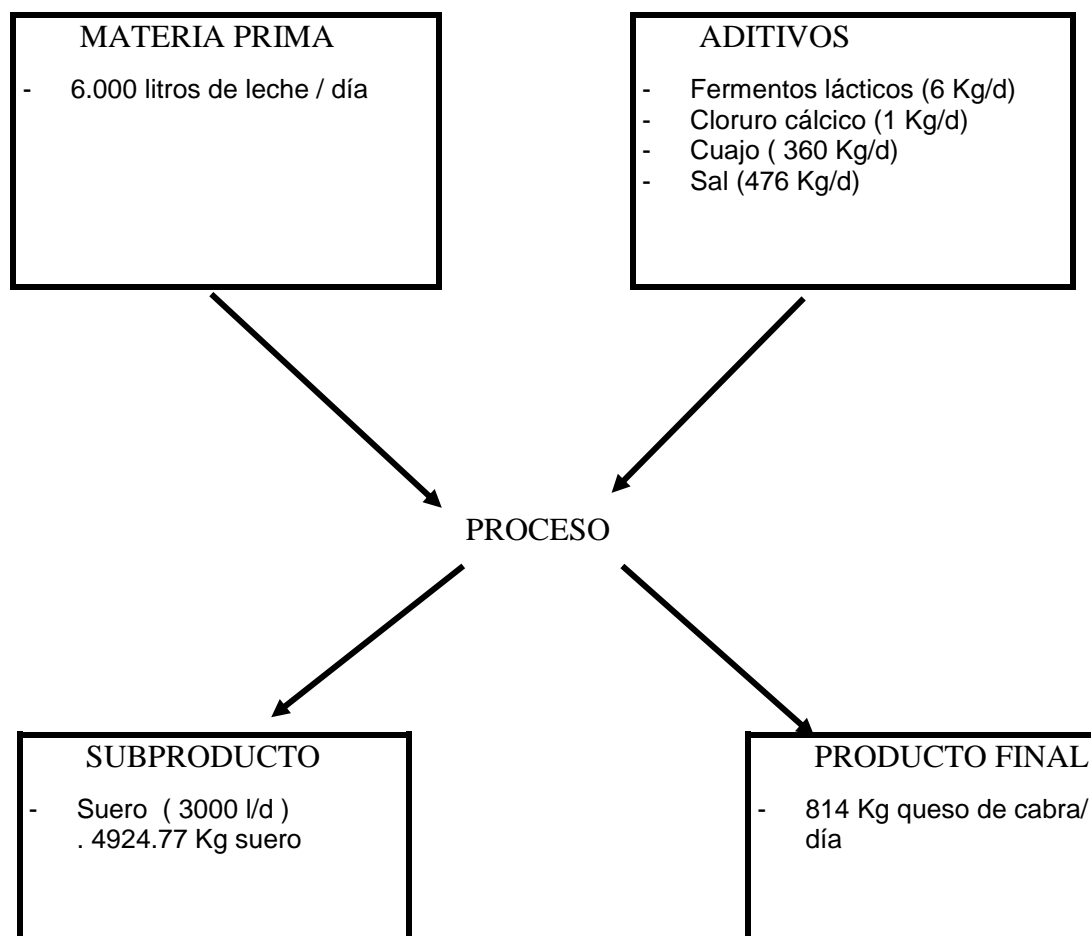 MATERIA PRIMA
- 6.000 litros de leche / día
ADITIVOS
- Fermentos lácticos (6 Kg/d)
- Cloruro cálcico (1 Kg/d)
- Cuajo ( 360 Kg/d)
- Sal (476 Kg/d)
PROCESO
SUBPRODUCTO
- Suero ( 3000 l/d )
. 4924.77 Kg suero
PRODUCTO FINAL
- 814 Kg queso de cabra/
día